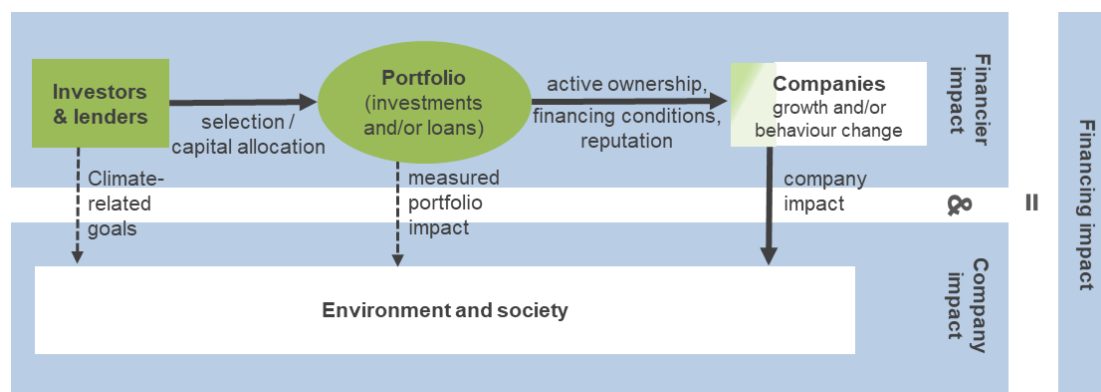 Investors
& lenders
selection /
capital allocation
Portfolio
(investments
and/or loans)
active ownership,
financing conditions,
reputation
Companies
growth and/or
behaviour change
Climate-
related
goals
measured
portfolio
impact
company
impact
Environment and society
Financier
impact
&
Company
impact
=
Financing impact